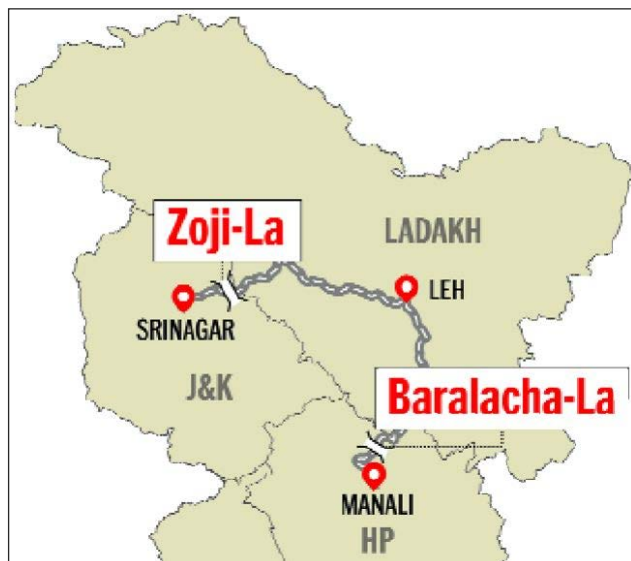 Zoji-La
LADAKH
LEH
SRINAGAR
J&K
Baralacha-La
MANALI
HP